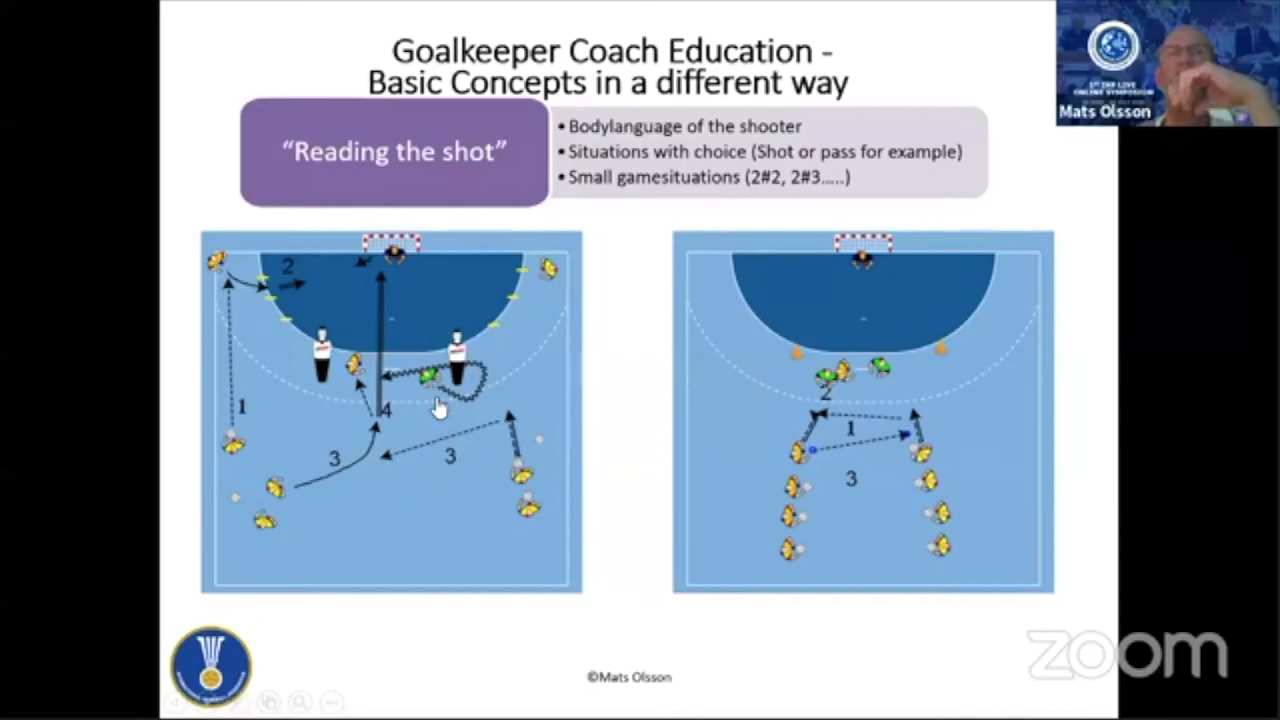 Goalkeeper Coach Education -
Basic Concepts in a different way
“Reading the shot”
• Bodylanguage of the shooter
• Situations with choice (Shot or pass for example)
• Small gamesituations (2#2, 2#3…..)
Mats Olsson
2
1
4
3
3
2
1
3
©Mats Olsson
zoom